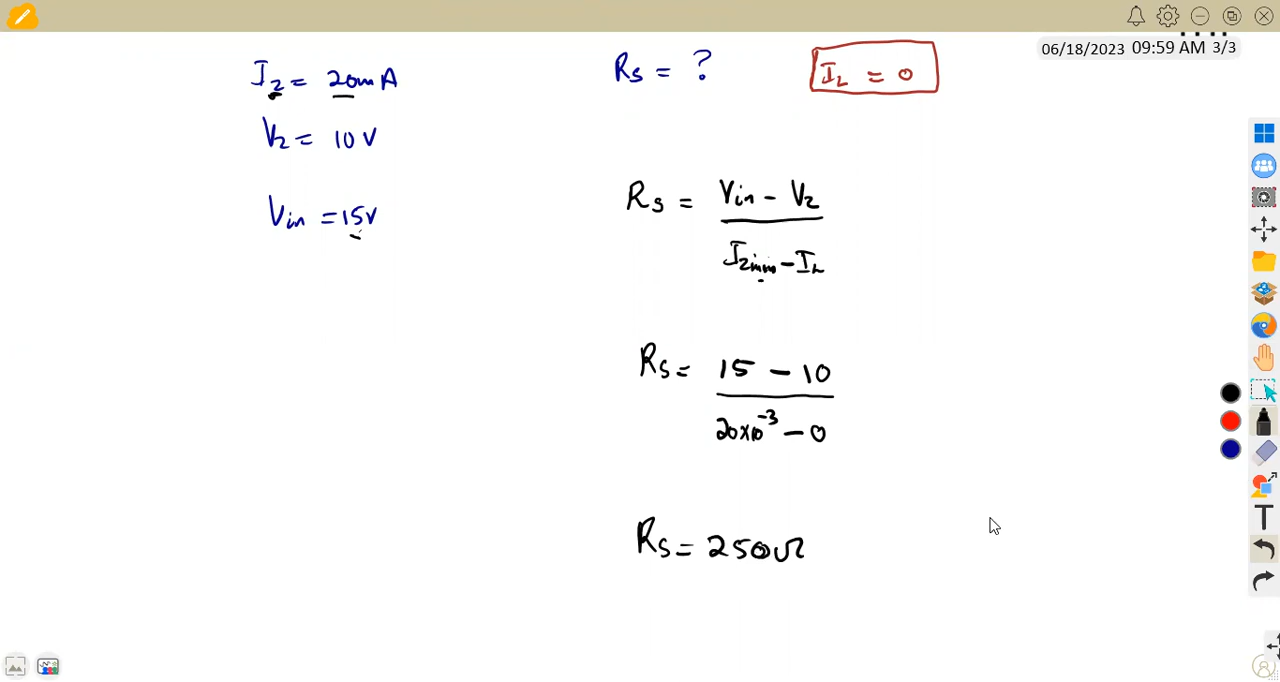 06/18/2023 09:59 AM 3/3
Iz = 20mA
Vz = 10V
Vin = 15V
Rs = ?
IL = 0
Rs = Vin - Vz
Izmin - IL
Rs = 15 - 10
20x10⁻³ - 0
Rs = 250Ω
T